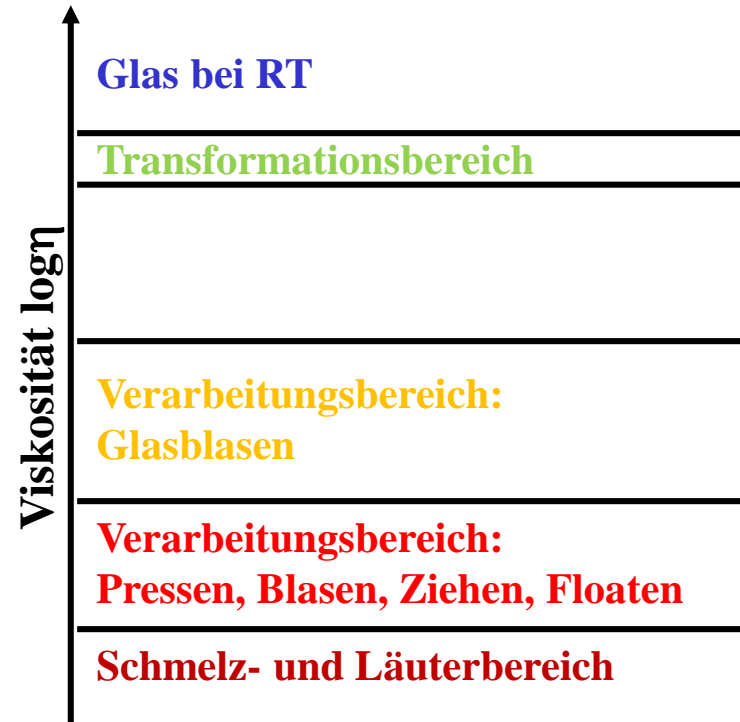 Viskosität logη
Glas bei RT
Transformationsbereich
Verarbeitungsbereich:
Glasblasen
Verarbeitungsbereich:
Pressen, Blasen, Ziehen, Floaten
Schmelz- und Läuterbereich